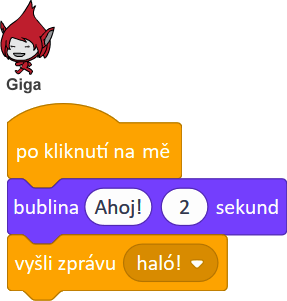 Giga
po kliknutí na mě
bublina Ahoj! 2 sekund
vyšli zprávu haló!